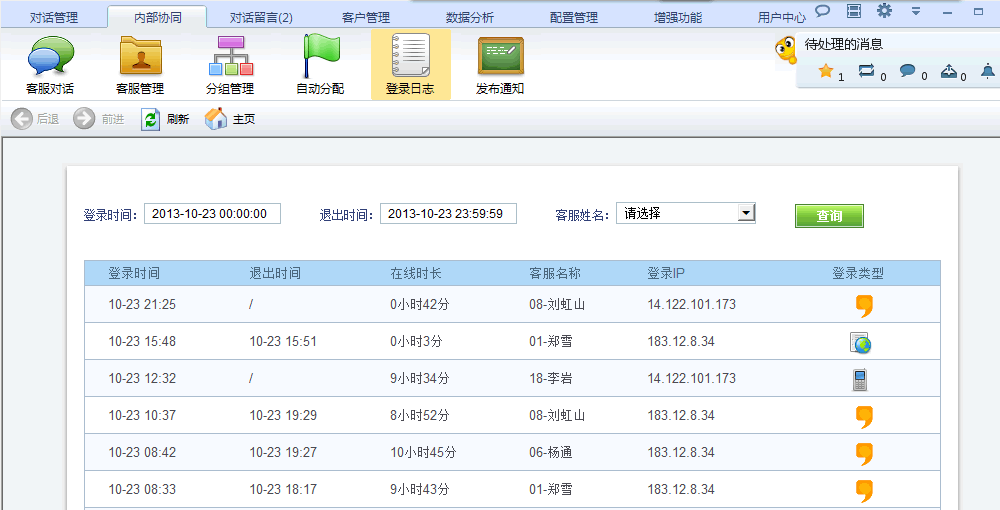 对话管理 内部协同 对话留言(2) 客户管理 数据分析 配置管理 增强功能 用户中心
待处理的消息
1 0 0 0
客服对话 客服管理 分组管理 自动分配 登录日志 发布通知
后退 前进 刷新 主页
登录时间: 2013-10-23 00:00:00 退出时间: 2013-10-23 23:59:59 客服姓名: 请选择 查询
登录时间 退出时间 在线时长 客服名称 登录IP 登录类型
10-23 21:25 / 0小时42分 08-刘虹山 14.122.101.173
10-23 15:48 10-23 15:51 0小时3分 01-郑雪 183.12.8.34
10-23 12:32 / 9小时34分 18-李岩 14.122.101.173
10-23 10:37 10-23 19:29 8小时52分 08-刘虹山 183.12.8.34
10-23 08:42 10-23 19:27 10小时45分 06-杨通 183.12.8.34
10-23 08:33 10-23 18:17 9小时43分 01-郑雪 183.12.8.34